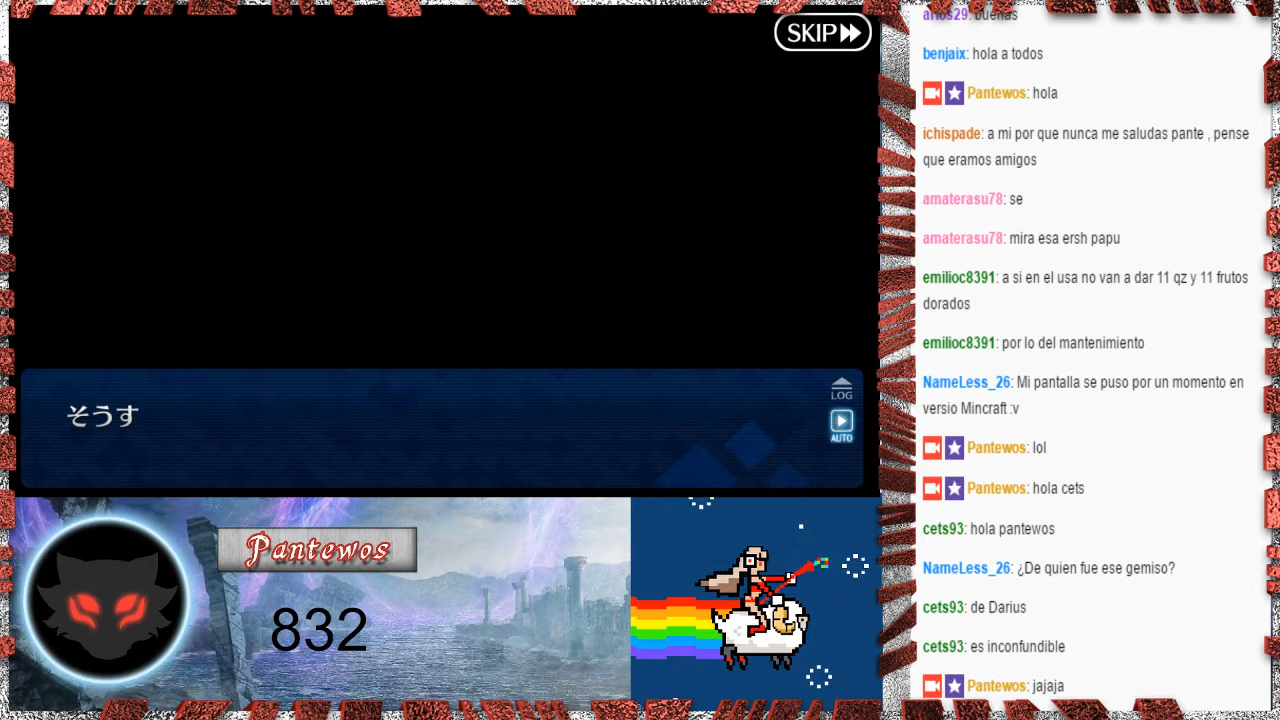 SKIP
LOG
そうす
AUTO
Pantewos
832
arios29: buenas
benjaix: hola a todos
Pantewos: hola
ichispade: a mi por que nunca me saludas pante , pense
que eramos amigos
amaterasu78: se
amaterasu78: mira esa ersh papu
emilioc8391: a si en el usa no van a dar 11 qz y 11 frutos
dorados
emilioc8391: por lo del mantenimiento
NameLess_26: Mi pantalla se puso por un momento en
versio Mincraft :v
Pantewos: lol
Pantewos: hola cets
cets93: hola pantewos
NameLess_26: ¿De quien fue ese gemiso?
cets93: de Darius
cets93: es inconfundible
Pantewos: jajaja